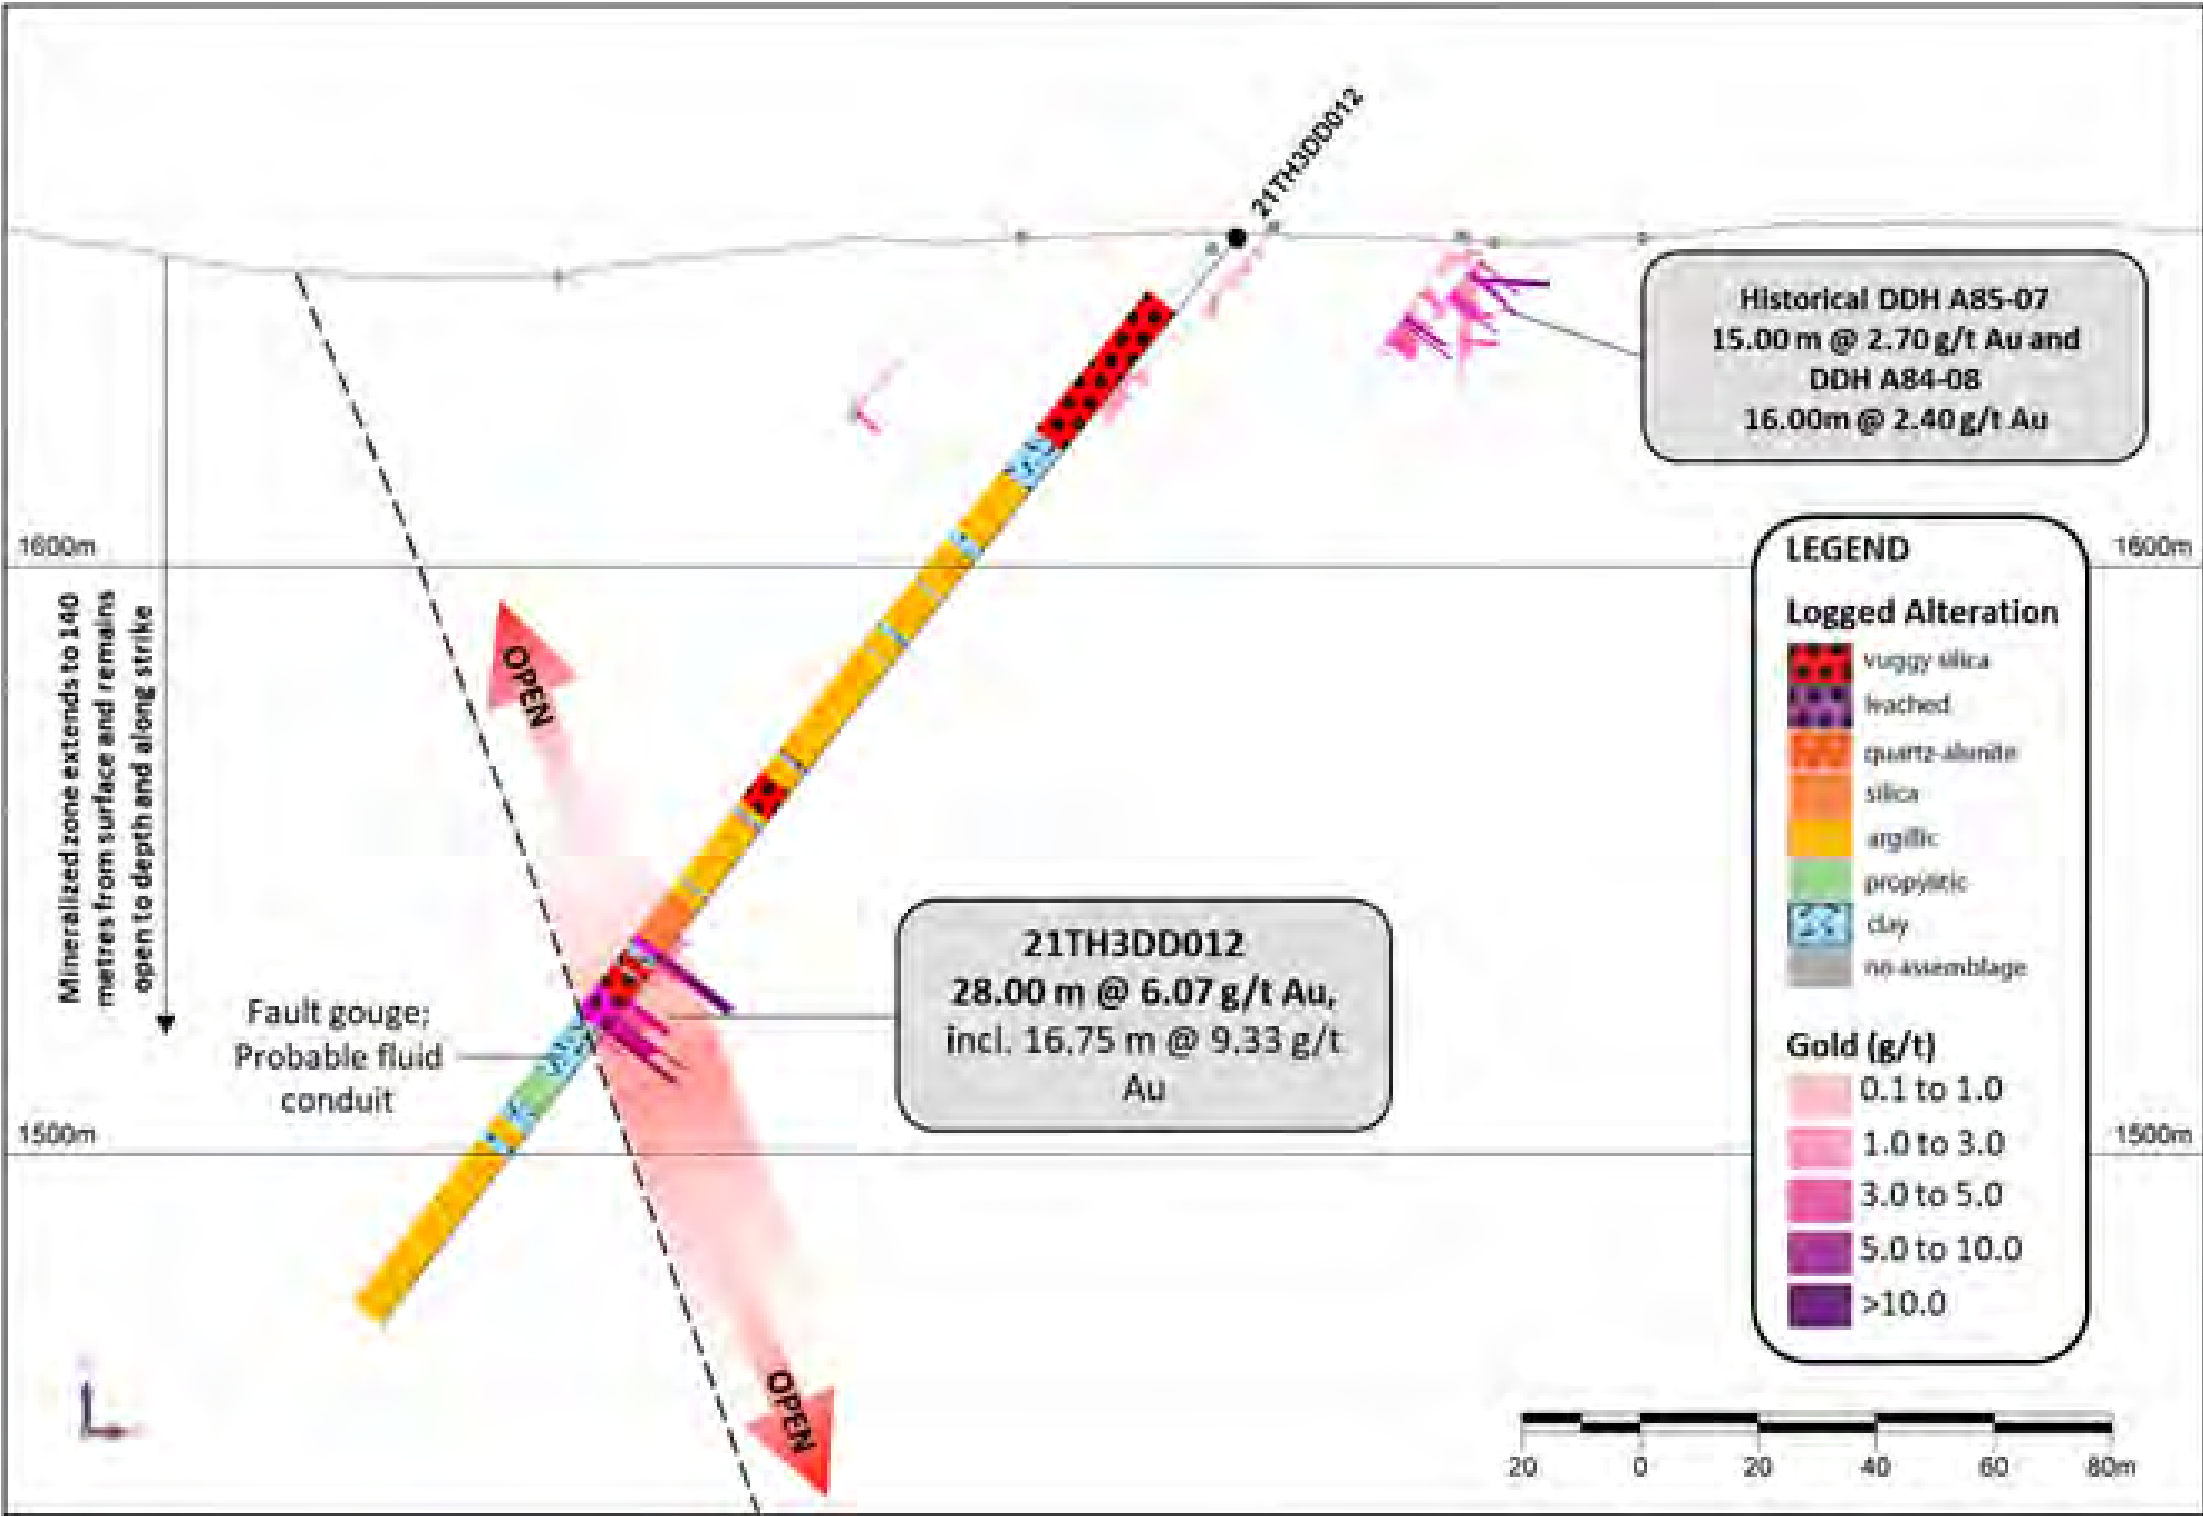 21TH3DD012
Historical DDH A85-07
15.00 m @ 2.70 g/t Au and
DDH A84-08
16.00m @ 2.40 g/t Au
1600m
1600m
Mineralized zone extends to 140
metres from surface and remains
open to depth and along strike
OPEN
LEGEND
Logged Alteration
vuggy silica
leached
quartz-alunite
silica
argillic
propylitic
clay
no assemblage
21TH3DD012
28.00 m @ 6.07 g/t Au,
incl. 16.75 m @ 9.33 g/t
Au
Fault gouge;
Probable fluid
conduit
Gold (g/t)
0.1 to 1.0
1.0 to 3.0
3.0 to 5.0
5.0 to 10.0
>10.0
1500m
1500m
OPEN
20 0 20 40 60 80m